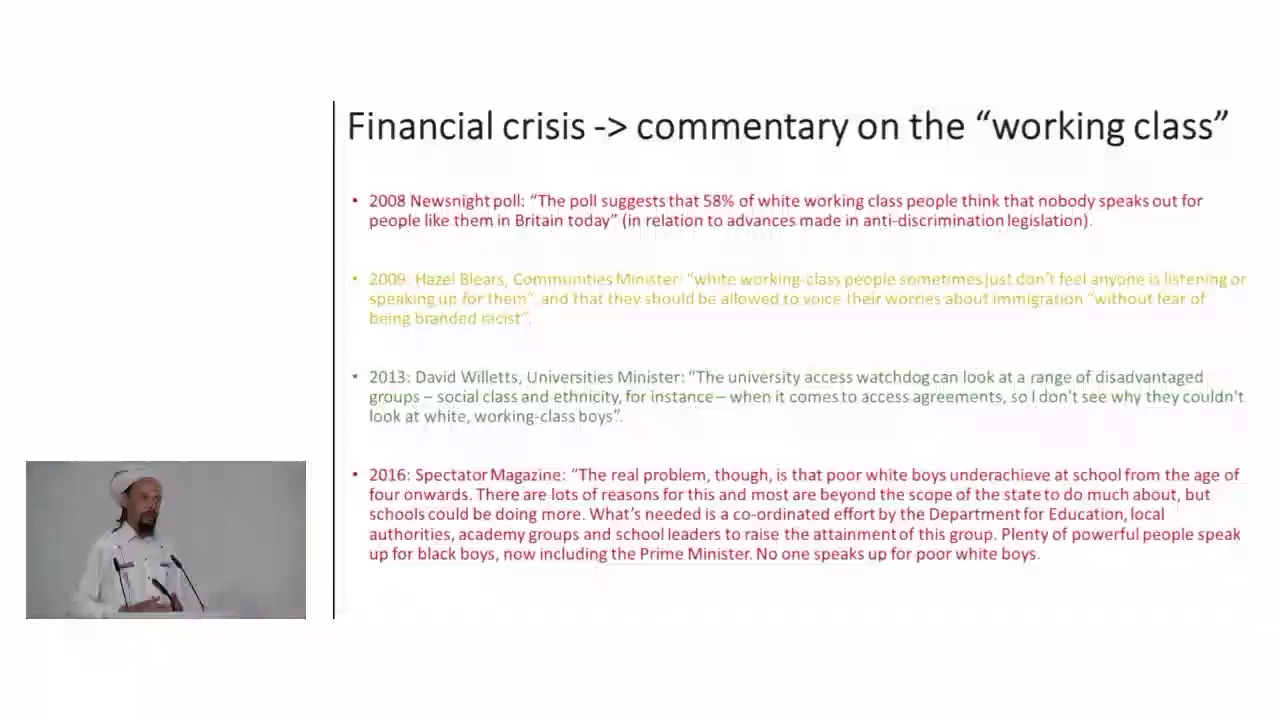 Financial crisis -> commentary on the “working class”
• 2008 Newsnight poll: “The poll suggests that 58% of white working class people think that nobody speaks out for
people like them in Britain today” (in relation to advances made in anti-discrimination legislation).
• 2009: Hazel Blears, Communities Minister: “white working-class people sometimes just don’t feel anyone is listening or
speaking up for them”, and that they should be allowed to voice their worries about immigration “without fear of
being branded racist”.
• 2013: David Willetts, Universities Minister: “The university access watchdog can look at a range of disadvantaged
groups – social class and ethnicity, for instance – when it comes to access agreements, so I don't see why they couldn't
look at white, working-class boys”.
• 2016: Spectator Magazine: “The real problem, though, is that poor white boys underachieve at school from the age of
four onwards. There are lots of reasons for this and most are beyond the scope of the state to do much about, but
schools could be doing more. What’s needed is a co-ordinated effort by the Department for Education, local
authorities, academy groups and school leaders to raise the attainment of this group. Plenty of powerful people speak
up for black boys, now including the Prime Minister. No one speaks up for poor white boys.